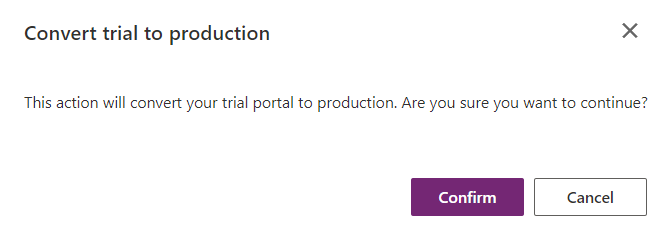 Convert trial to production
This action will convert your trial portal to production. Are you sure you want to continue?
Confirm
Cancel